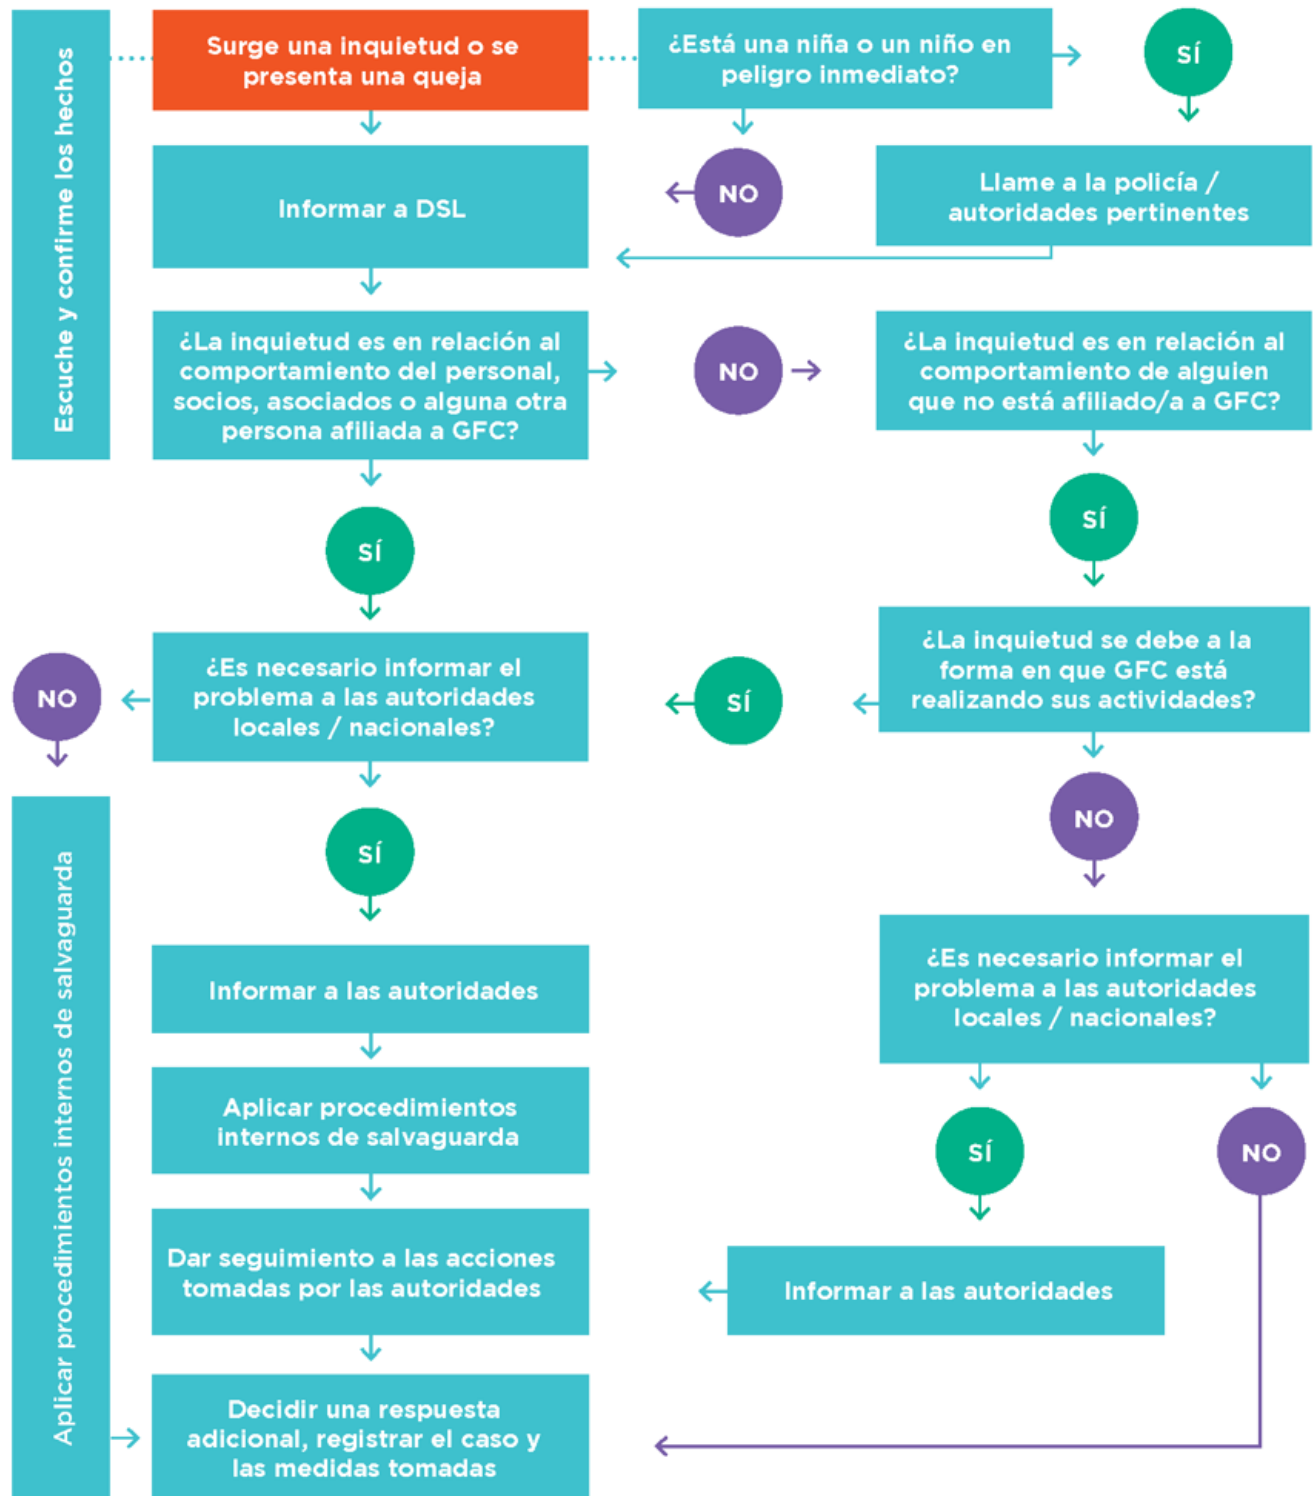 Escuche y confirme los hechos
Surge una inquietud o se
presenta una queja
¿Está una niña o un niño en
peligro inmediato?
SÍ
NO
Llame a la policía /
autoridades pertinentes
Informar a DSL
¿La inquietud es en relación al
comportamiento del personal,
socios, asociados o alguna otra
persona afiliada a GFC?
NO
¿La inquietud es en relación al
comportamiento de alguien
que no está afiliado/a a GFC?
SÍ
SÍ
¿Es necesario informar el
problema a las autoridades
locales / nacionales?
NO
SÍ
¿La inquietud se debe a la
forma en que GFC está
realizando sus actividades?
NO
SÍ
Aplicar procedimientos internos de salvaguarda
Informar a las autoridades
¿Es necesario informar el
problema a las autoridades
locales / nacionales?
Aplicar procedimientos
internos de salvaguarda
SÍ
NO
Dar seguimiento a las acciones
tomadas por las autoridades
Informar a las autoridades
Decidir una respuesta
adicional, registrar el caso y
las medidas tomadas